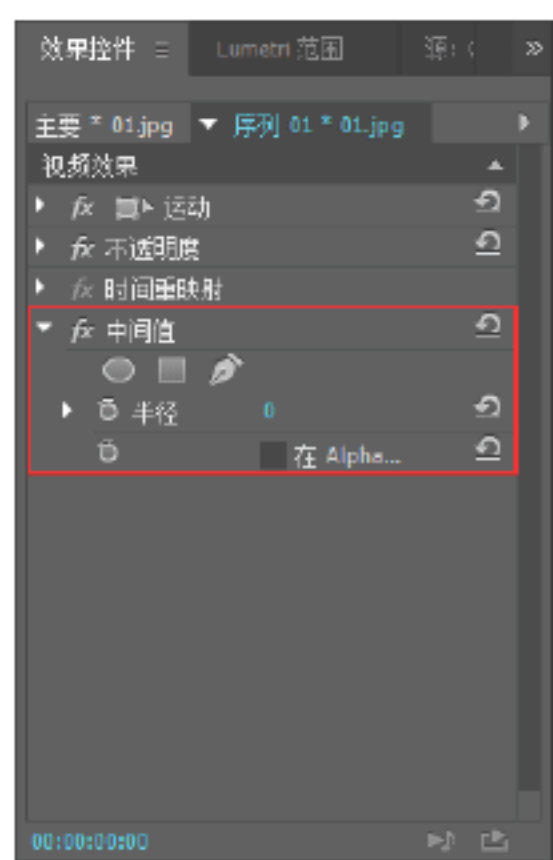 效果控件 Lumetri 范围 源:
主要 * 01.jpg 序列 01 * 01.jpg
视频效果
fx 运动
fx 不透明度
fx 时间重映射
fx 中间值
半径 0
在 Alpha...
00:00:00:00